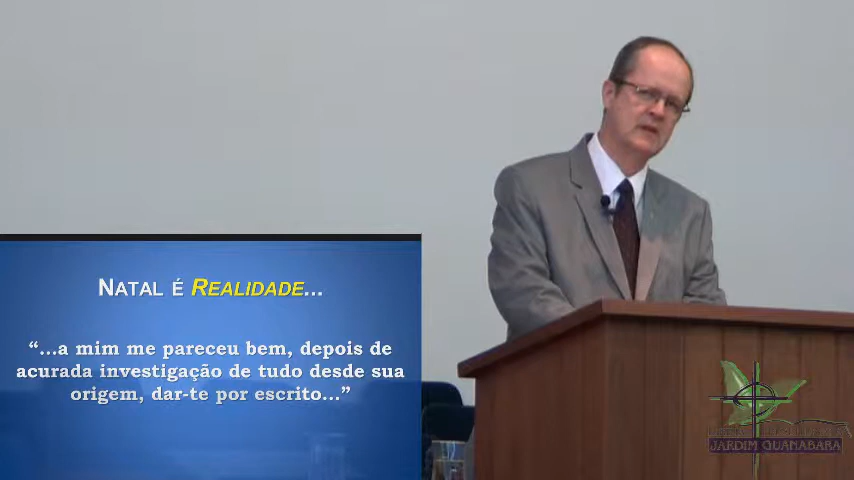 NATAL É REALIDADE...
“...a mim me pareceu bem, depois de
acurada investigação de tudo desde sua
origem, dar-te por escrito...”
JARDIM GUANABARA